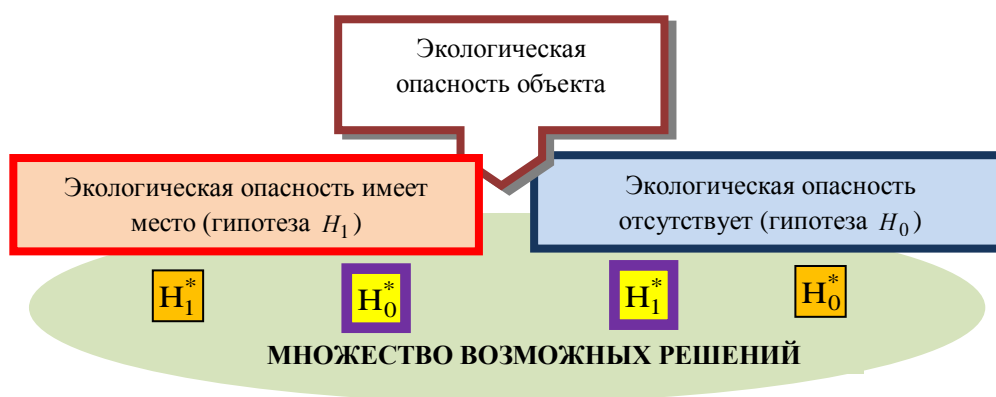 Экологическая
опасность объекта
Экологическая опасность имеет
место (гипотеза H₁)
Экологическая опасность
отсутствует (гипотеза H₀)
H₁* H₀* H₁* H₀*
МНОЖЕСТВО ВОЗМОЖНЫХ РЕШЕНИЙ